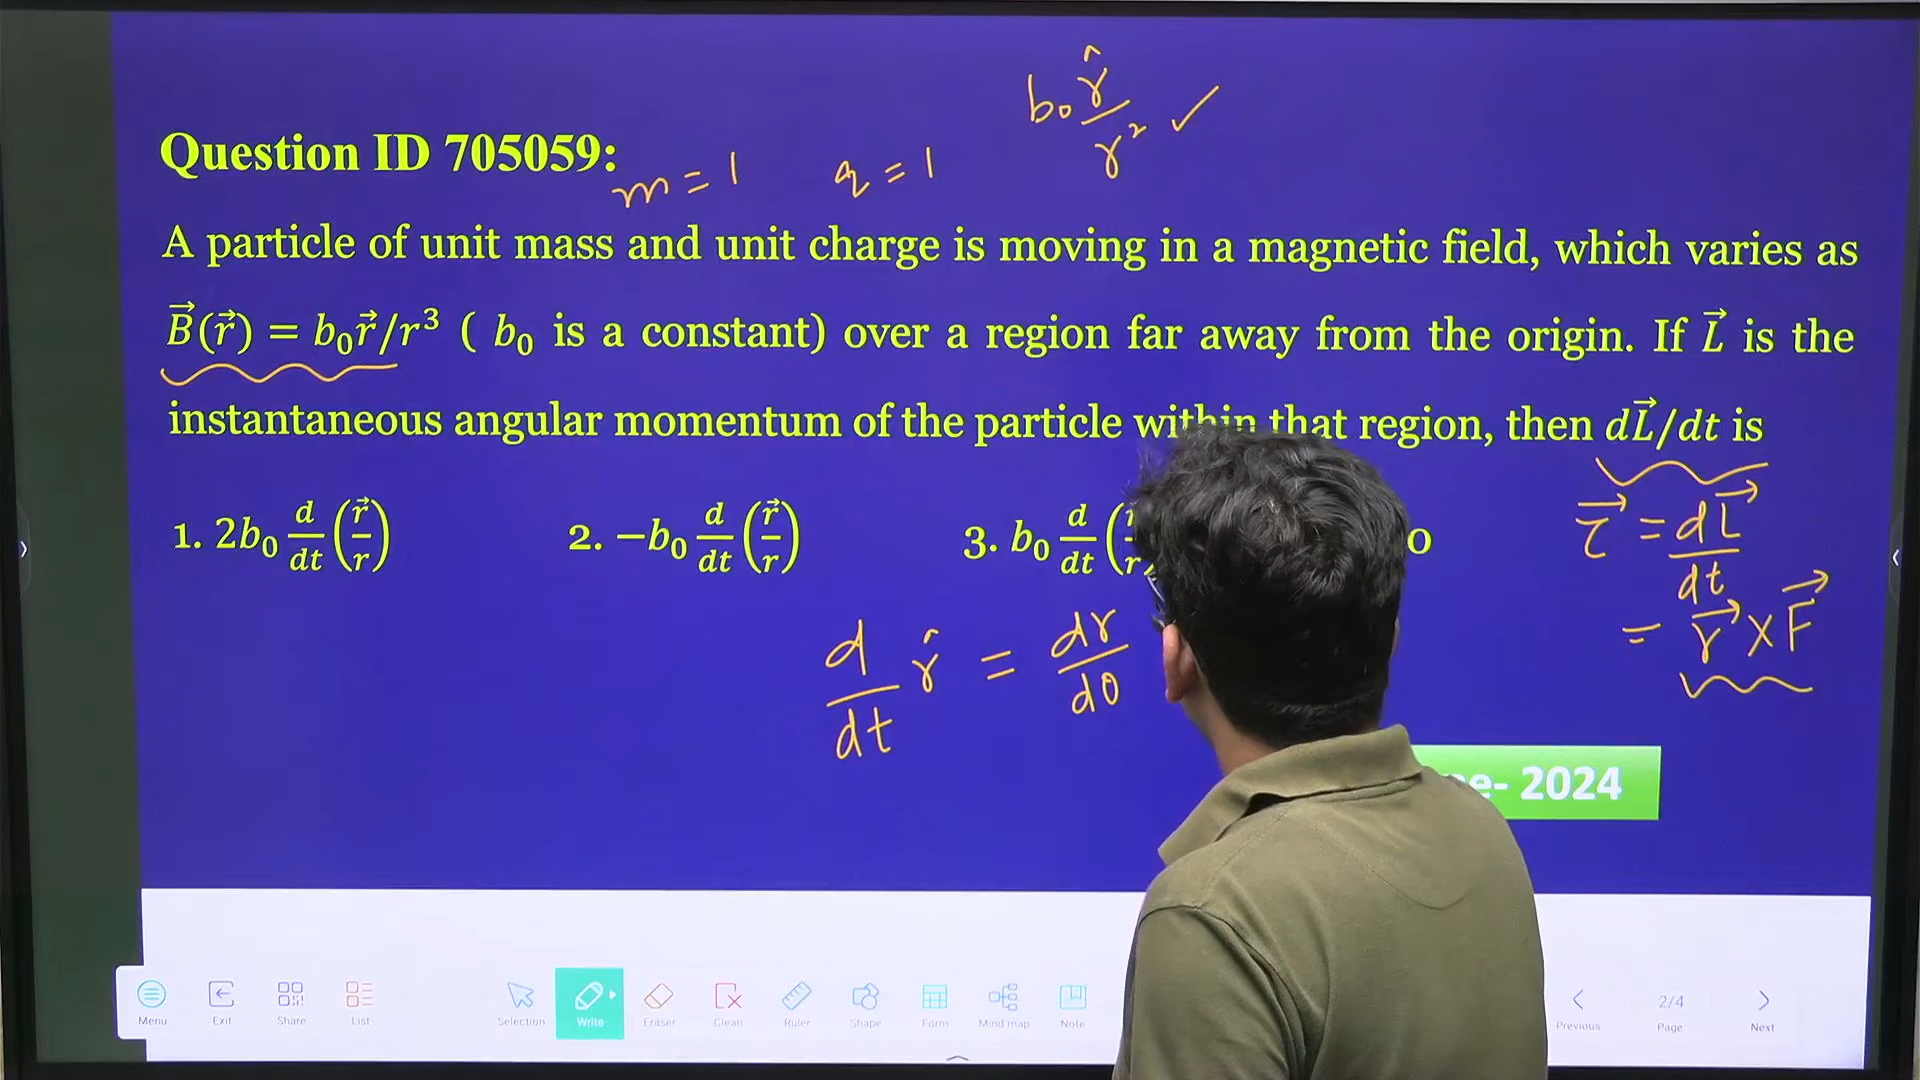 b₀ r̂/r² ✓
Question ID 705059:
m = 1 q = 1
A particle of unit mass and unit charge is moving in a magnetic field, which varies as
B⃗(r⃗) = b₀r⃗/r³ ( b₀ is a constant) over a region far away from the origin. If L⃗ is the
instantaneous angular momentum of the particle within that region, then dL⃗/dt is
1. 2b₀ d/dt (r⃗/r) 2. −b₀ d/dt (r⃗/r) 3. b₀ d/dt ( 0
τ⃗ = dL⃗/dt
= r⃗ × F⃗
d/dt r̂ = dr/dθ
- 2024
Menu Exit Share List Selection Write Eraser Clean Ruler Shape Form Mind map Note Previous 2/4 Page Next